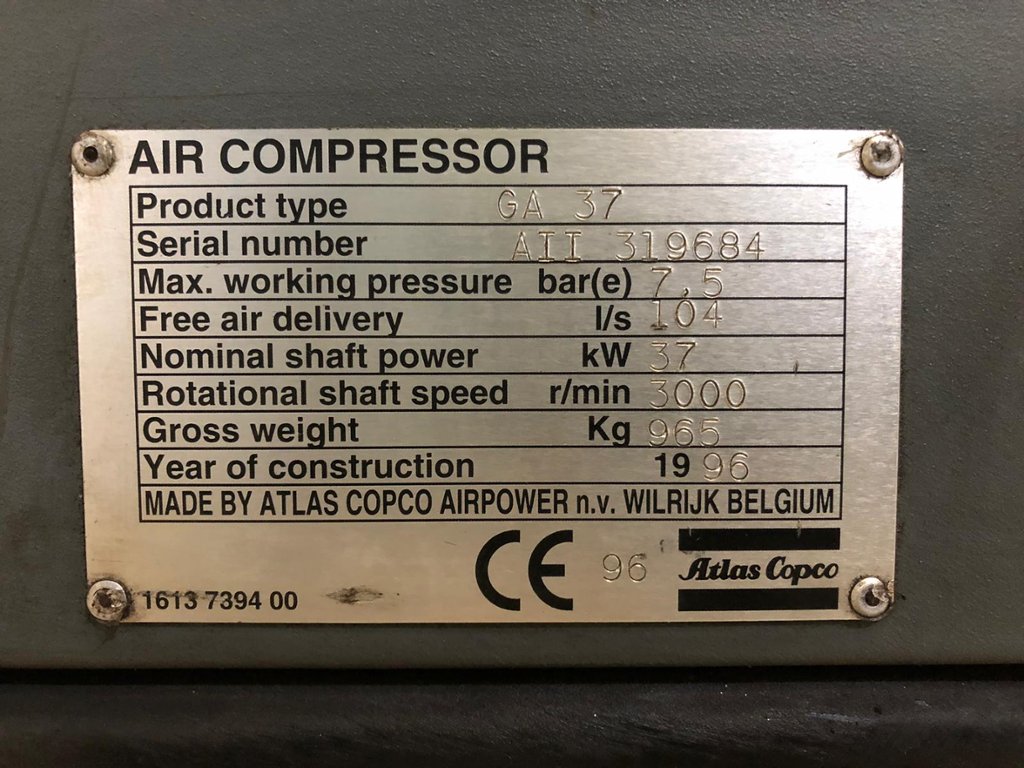 AIR COMPRESSOR
Product type GA 37
Serial number AII 319684
Max. working pressure bar(e) 7,5
Free air delivery l/s 104
Nominal shaft power kW 37
Rotational shaft speed r/min 3000
Gross weight Kg 965
Year of construction 19 96
MADE BY ATLAS COPCO AIRPOWER n.v. WILRIJK BELGIUM
CE 96 Atlas Copco
1613 7394 00